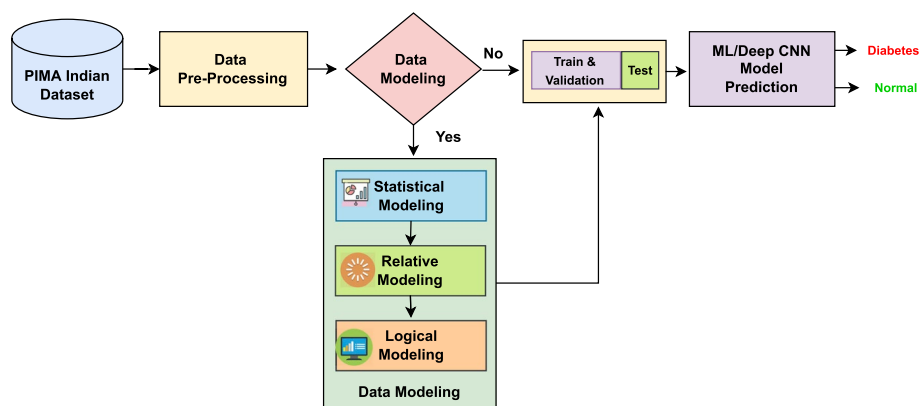 PIMA Indian
Dataset
Data
Pre-Processing
Data
Modeling
No
Yes
Train &
Validation
Test
ML/Deep CNN
Model
Prediction
Diabetes
Normal
Statistical
Modeling
Relative
Modeling
Logical
Modeling
Data Modeling